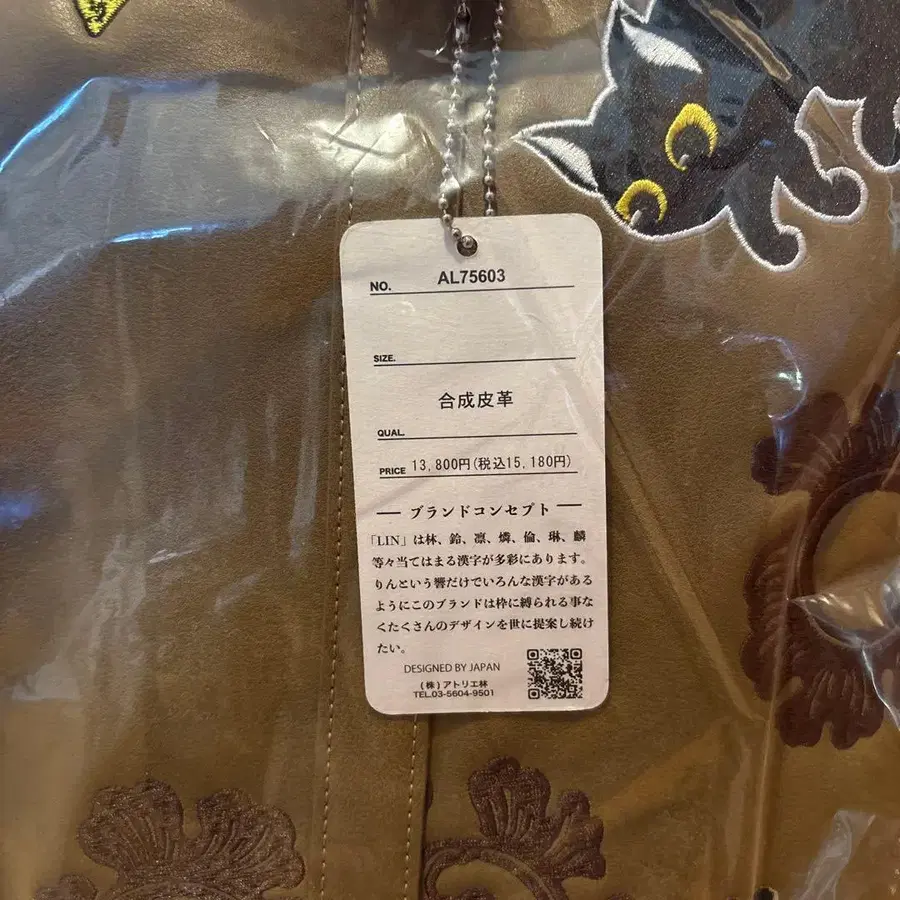 NO. AL75603
SIZE.
合成皮革
QUAL.
PRICE 13,800円(税込15,180円)
ブランドコンセプト
「LIN」は林、鈴、凛、燐、倫、琳、麟
等々当てはまる漢字が多彩にあります。
りんという響だけでいろんな漢字がある
ようにこのブランドは枠に縛られる事な
くたくさんのデザインを世に提案し続け
たい。
DESIGNED BY JAPAN
(株)アトリエ林
TEL.03-5604-9501